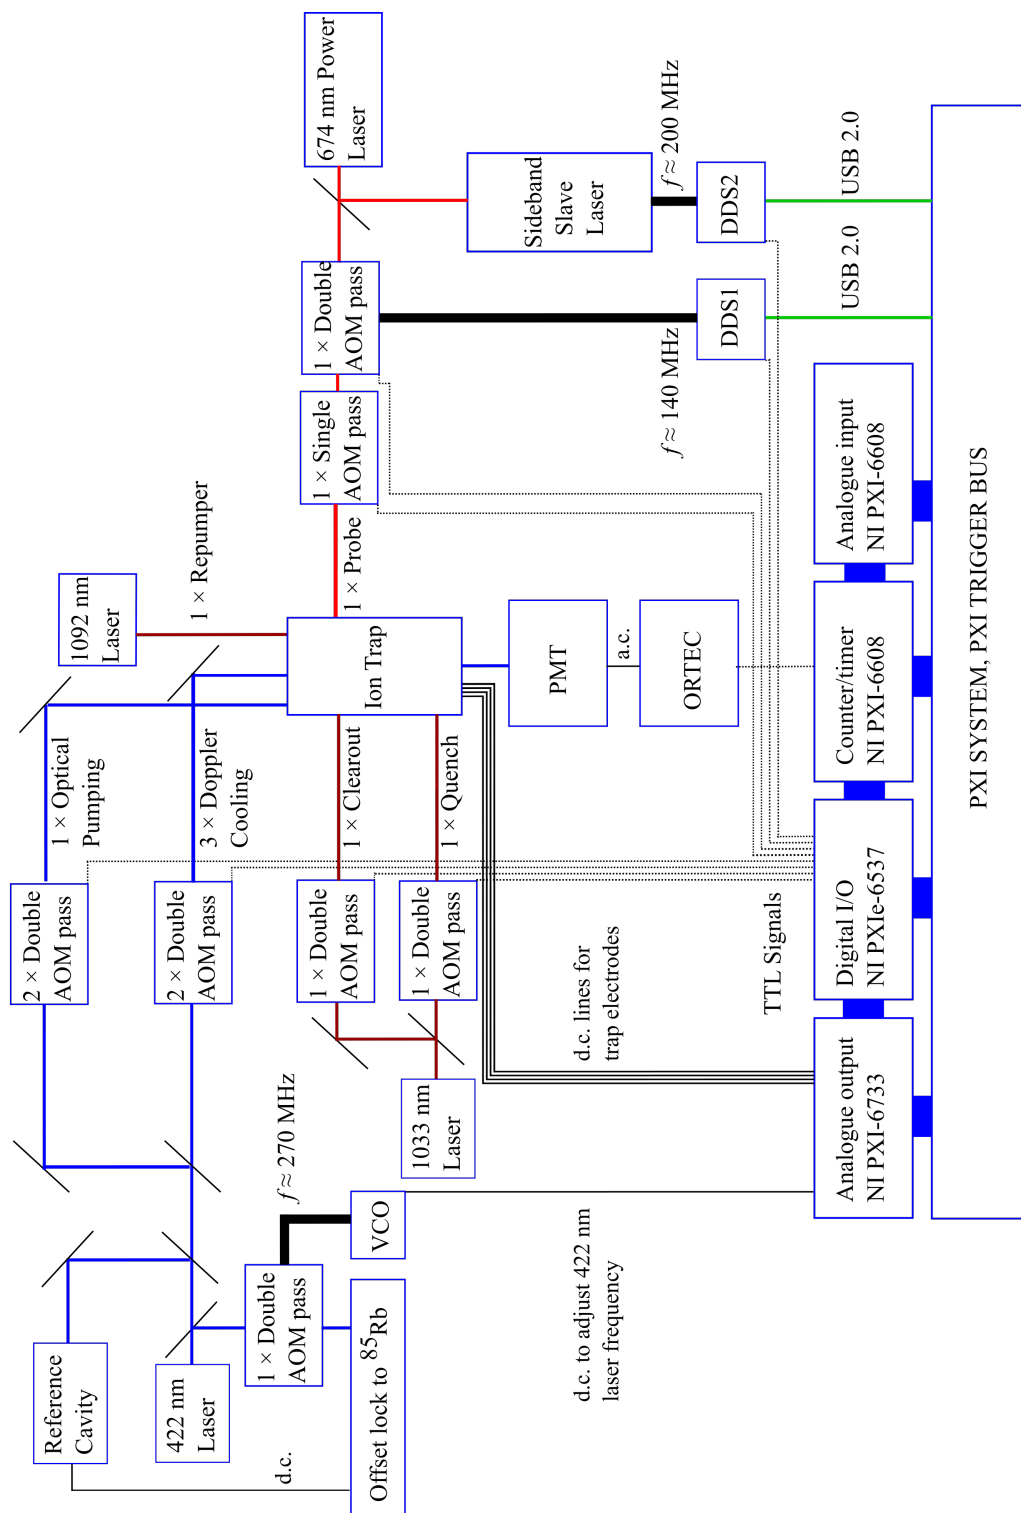 Reference
Cavity
422 nm
Laser
d.c.
1 × Double
AOM pass
Offset lock to ⁸⁵Rb
VCO
f ≈ 270 MHz
2 × Double
AOM pass
2 × Double
AOM pass
1 × Optical
Pumping
3 × Doppler
Cooling
1092 nm
Laser
1 × Repumper
1033 nm
Laser
1 × Double
AOM pass
1 × Double
AOM pass
1 × Clearout
1 × Quench
Ion Trap
1 × Probe
1 × Single
AOM pass
1 × Double
AOM pass
674 nm Power
Laser
Sideband
Slave
Laser
f ≈ 200 MHz
f ≈ 140 MHz
DDS1
DDS2
USB 2.0
USB 2.0
PMT
a.c.
ORTEC
d.c. lines for
trap electrodes
d.c. to adjust 422 nm
laser frequency
TTL Signals
Analogue output
NI PXI-6733
Digital I/O
NI PXIe-6537
Counter/timer
NI PXI-6608
Analogue input
NI PXI-6608
PXI SYSTEM, PXI TRIGGER BUS